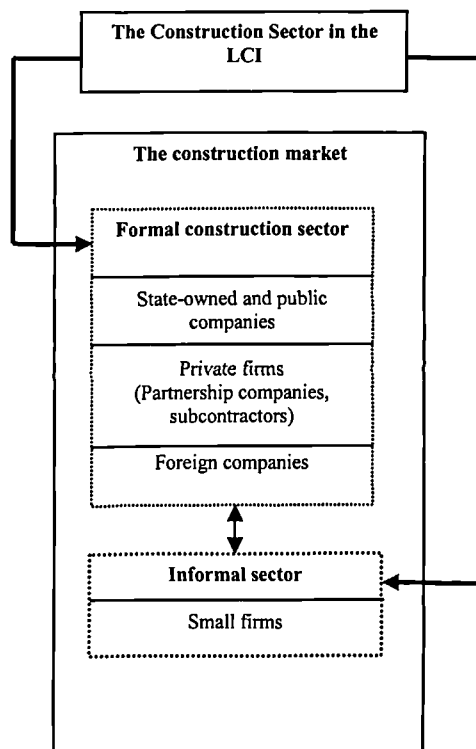 The Construction Sector in the
LCI
The construction market
Formal construction sector
State-owned and public
companies
Private firms
(Partnership companies,
subcontractors)
Foreign companies
Informal sector
Small firms